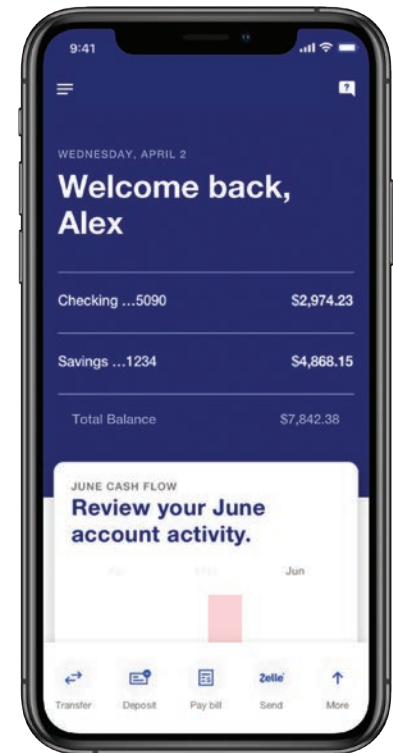 9:41
WEDNESDAY, APRIL 2
Welcome back,
Alex
Checking ...5090 $2,974.23
Savings ...1234 $4,868.15
Total Balance $7,842.38
JUNE CASH FLOW
Review your June
account activity.
Jun
Transfer Deposit Pay bill Zelle Send More